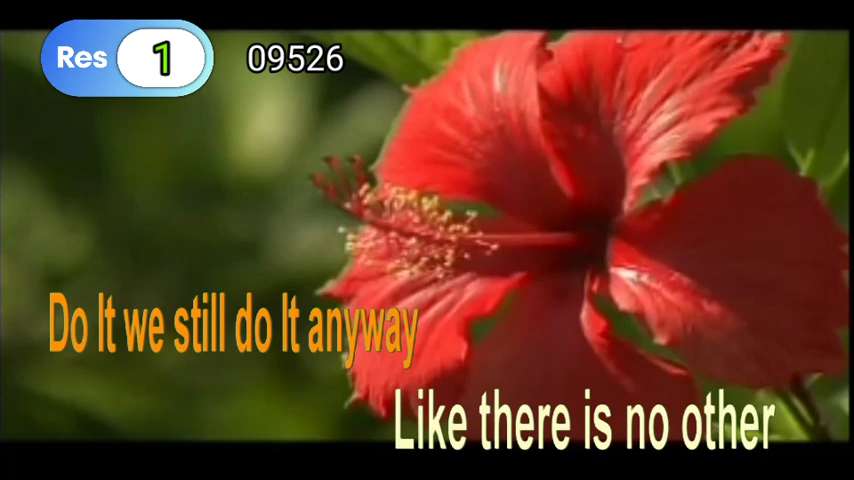 Res 1 09526
Do It we still do It anyway
Like there is no other